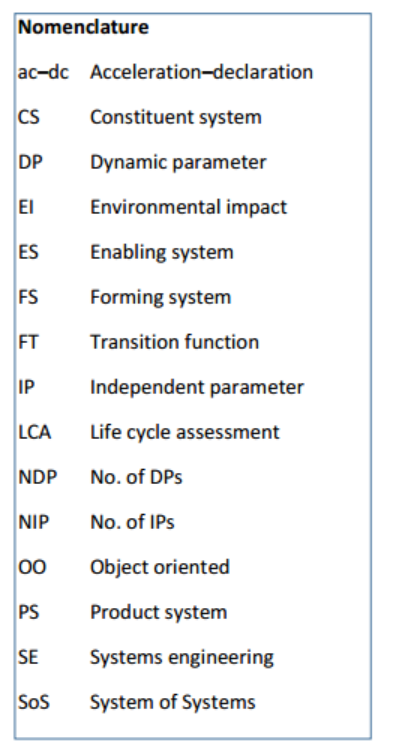 Nomenclature
ac–dc Acceleration–declaration
CS Constituent system
DP Dynamic parameter
EI Environmental impact
ES Enabling system
FS Forming system
FT Transition function
IP Independent parameter
LCA Life cycle assessment
NDP No. of DPs
NIP No. of IPs
OO Object oriented
PS Product system
SE Systems engineering
SoS System of Systems